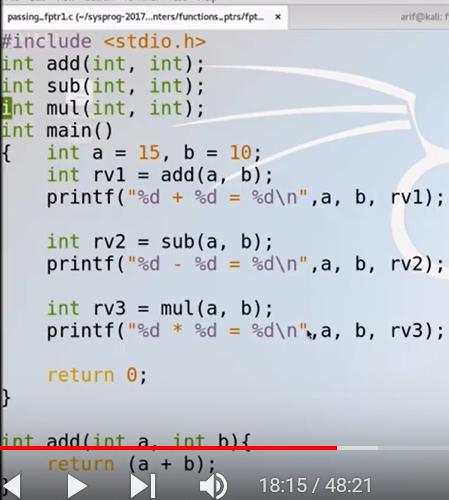 passing_fptr1.c (~/sysprog-2017...nters/functions_ptrs/fpt... ×
arif@kali: f
#include <stdio.h>
int add(int, int);
int sub(int, int);
int mul(int, int);
int main()
{   int a = 15, b = 10;
    int rv1 = add(a, b);
    printf("%d + %d = %d\n",a, b, rv1);
    int rv2 = sub(a, b);
    printf("%d - %d = %d\n",a, b, rv2);
    int rv3 = mul(a, b);
    printf("%d * %d = %d\n",a, b, rv3);
    return 0;
}
int add(int a, int b){
    return (a + b);
18:15 / 48:21